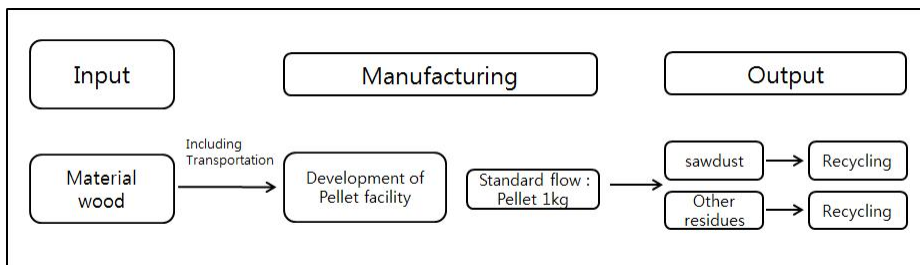 Input
Manufacturing
Output
Including
Transportation
Material
wood
Development of
Pellet facility
Standard flow :
Pellet 1kg
sawdust
Recycling
Other
residues
Recycling